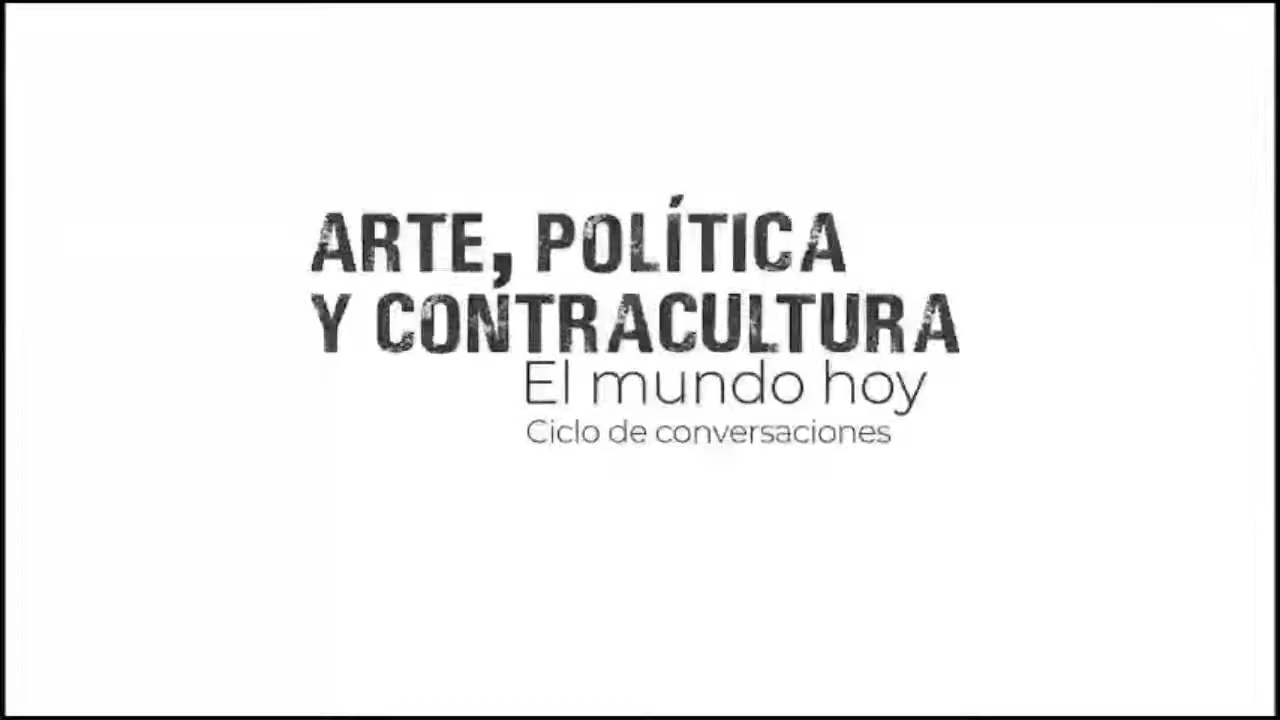 ARTE, POLÍTICA
Y CONTRACULTURA
El mundo hoy
Ciclo de conversaciones